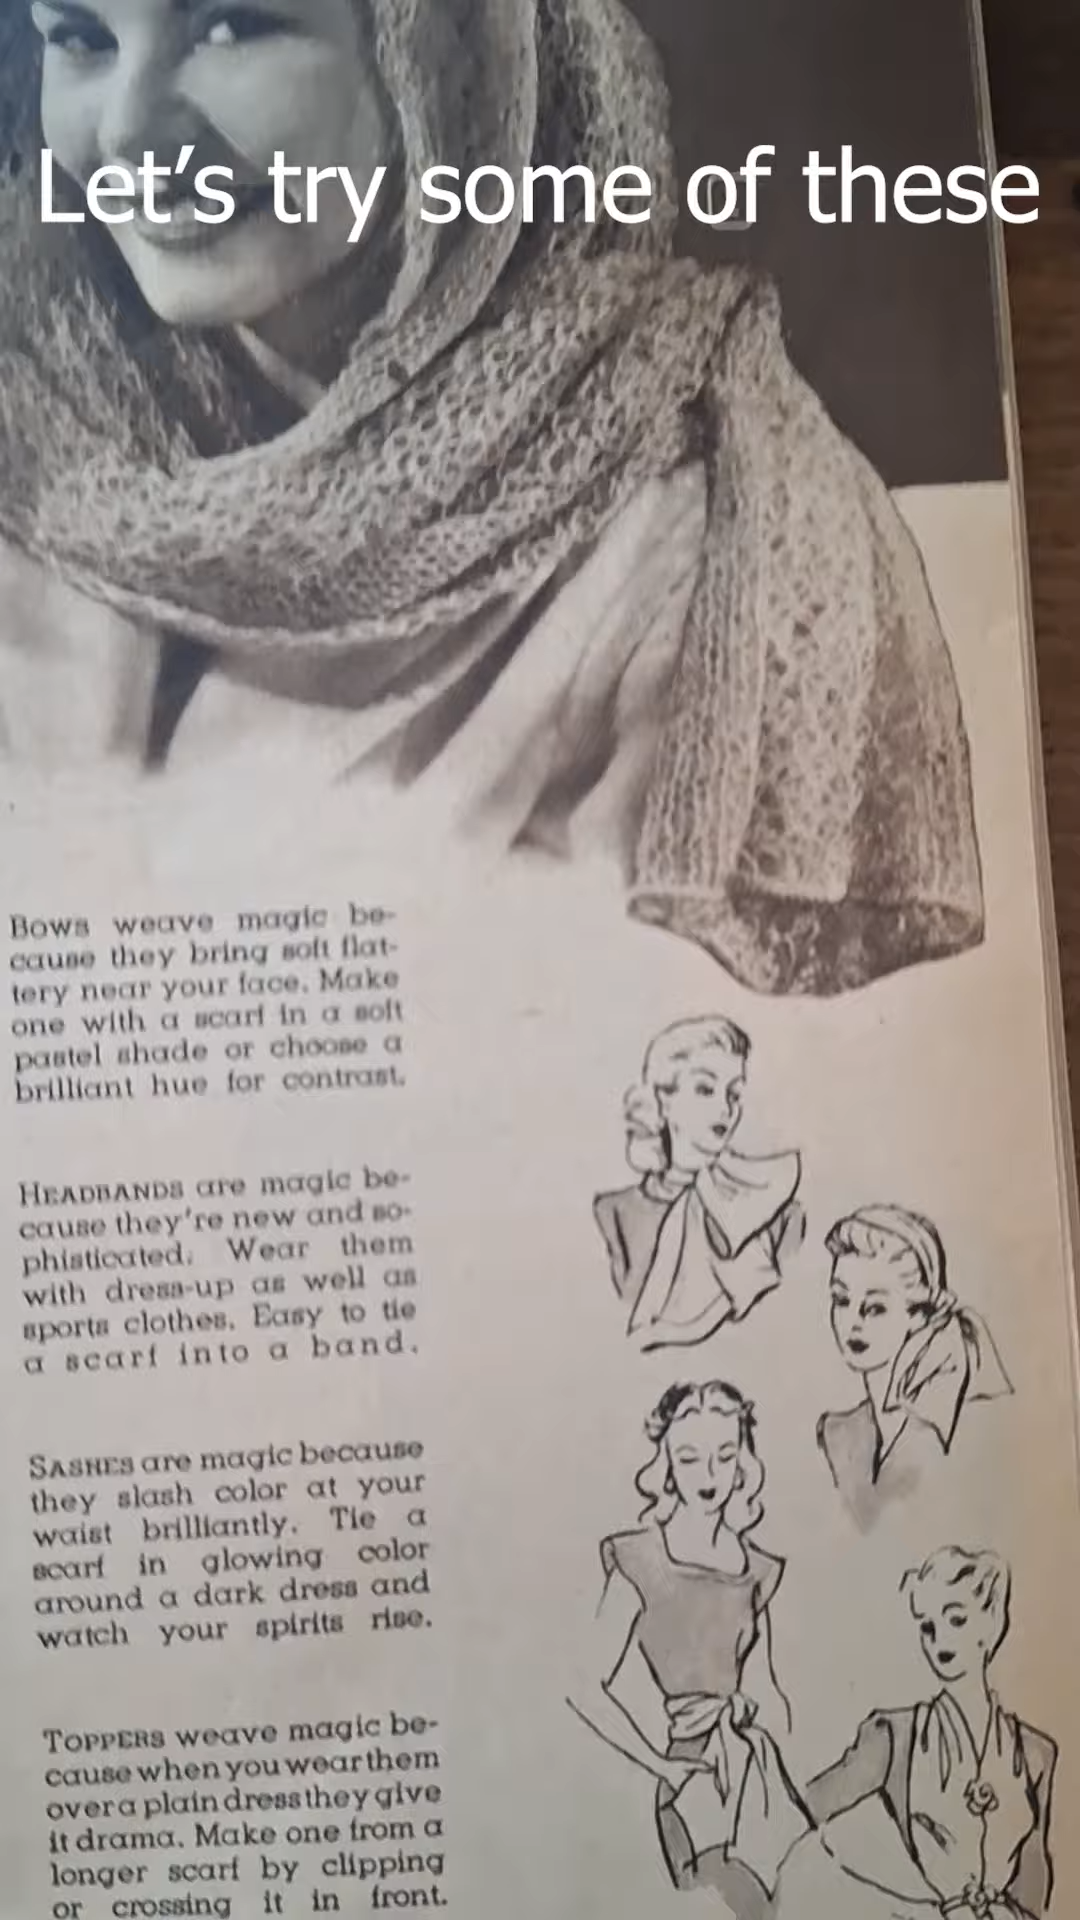 Let's try some of these
Bows weave magic be-
cause they bring soft flat-
tery near your face. Make
one with a scarf in a soft
pastel shade or choose a
brilliant hue for contrast.
HEADBANDS are magic be-
cause they're new and so-
phisticated. Wear them
with dress-up as well as
sports clothes. Easy to tie
a scarf into a band.
SASHES are magic because
they slash color at your
waist brilliantly. Tie a
scarf in glowing color
around a dark dress and
watch your spirits rise.
TOPPERS weave magic be-
cause when you wear them
over a plain dress they give
it drama. Make one from a
longer scarf by clipping
or crossing it in front.